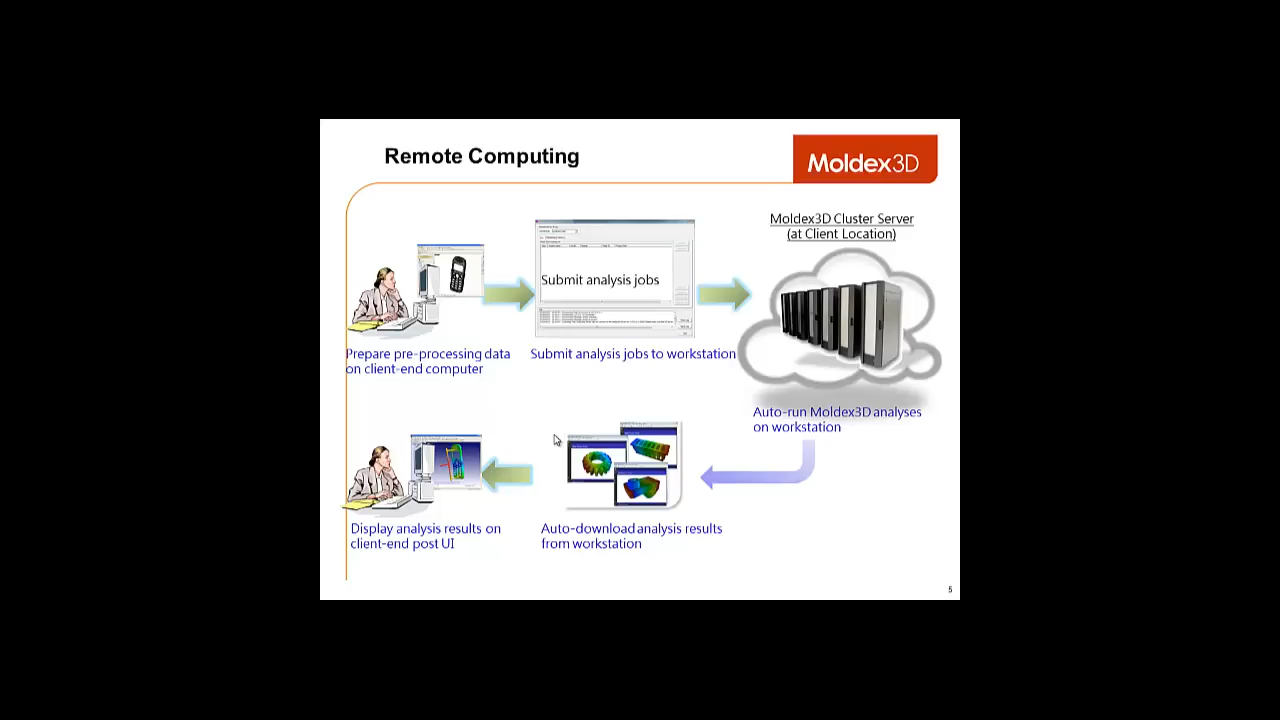 Remote Computing
Moldex3D
Moldex3D Cluster Server
(at Client Location)
Submit analysis jobs
Prepare pre-processing data
on client-end computer
Submit analysis jobs to workstation
Auto-run Moldex3D analyses
on workstation
Display analysis results on
client-end post UI
Auto-download analysis results
from workstation
5